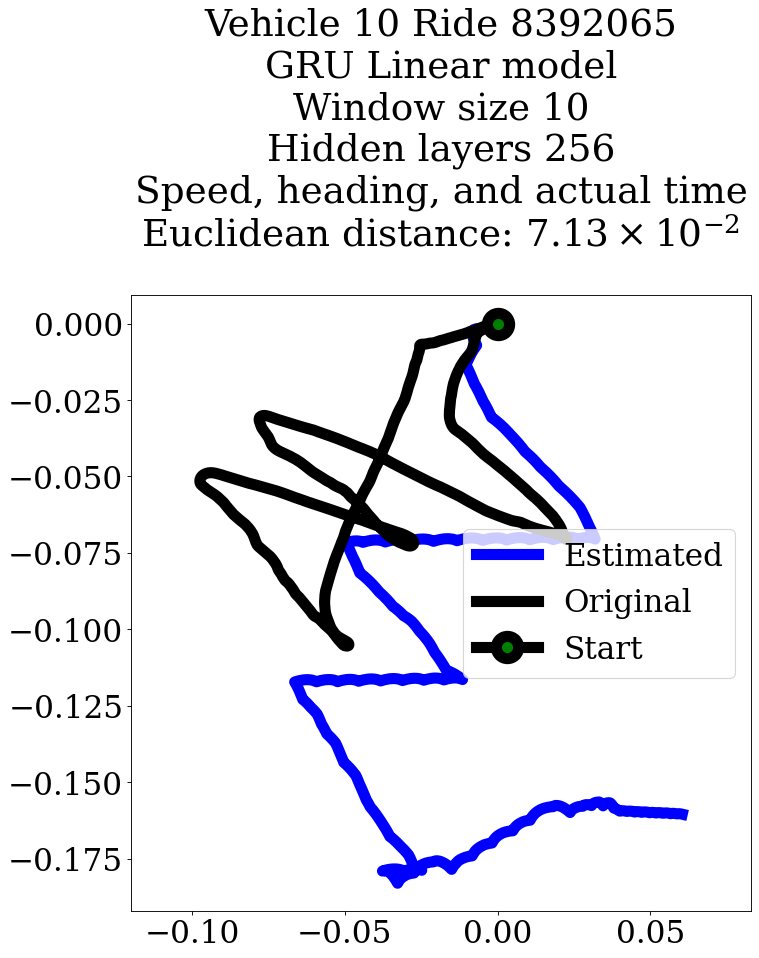 Vehicle 10 Ride 8392065
GRU Linear model
Window size 10
Hidden layers 256
Speed, heading, and actual time
Euclidean distance: 7.13 × 10⁻²
0.000
−0.025
−0.050
−0.075
−0.100
−0.125
−0.150
−0.175
Estimated
Original
Start
−0.10
−0.05
0.00
0.05